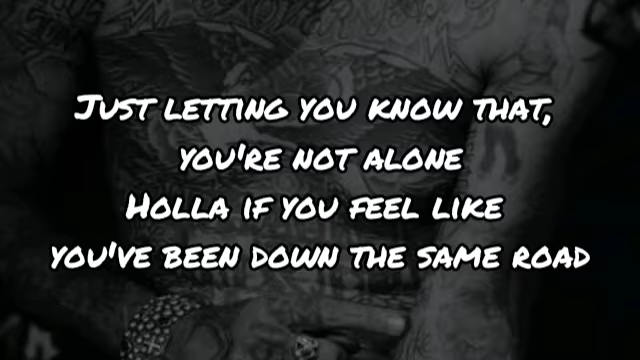 Just letting you know that,
you're not alone
Holla if you feel like
you've been down the same road